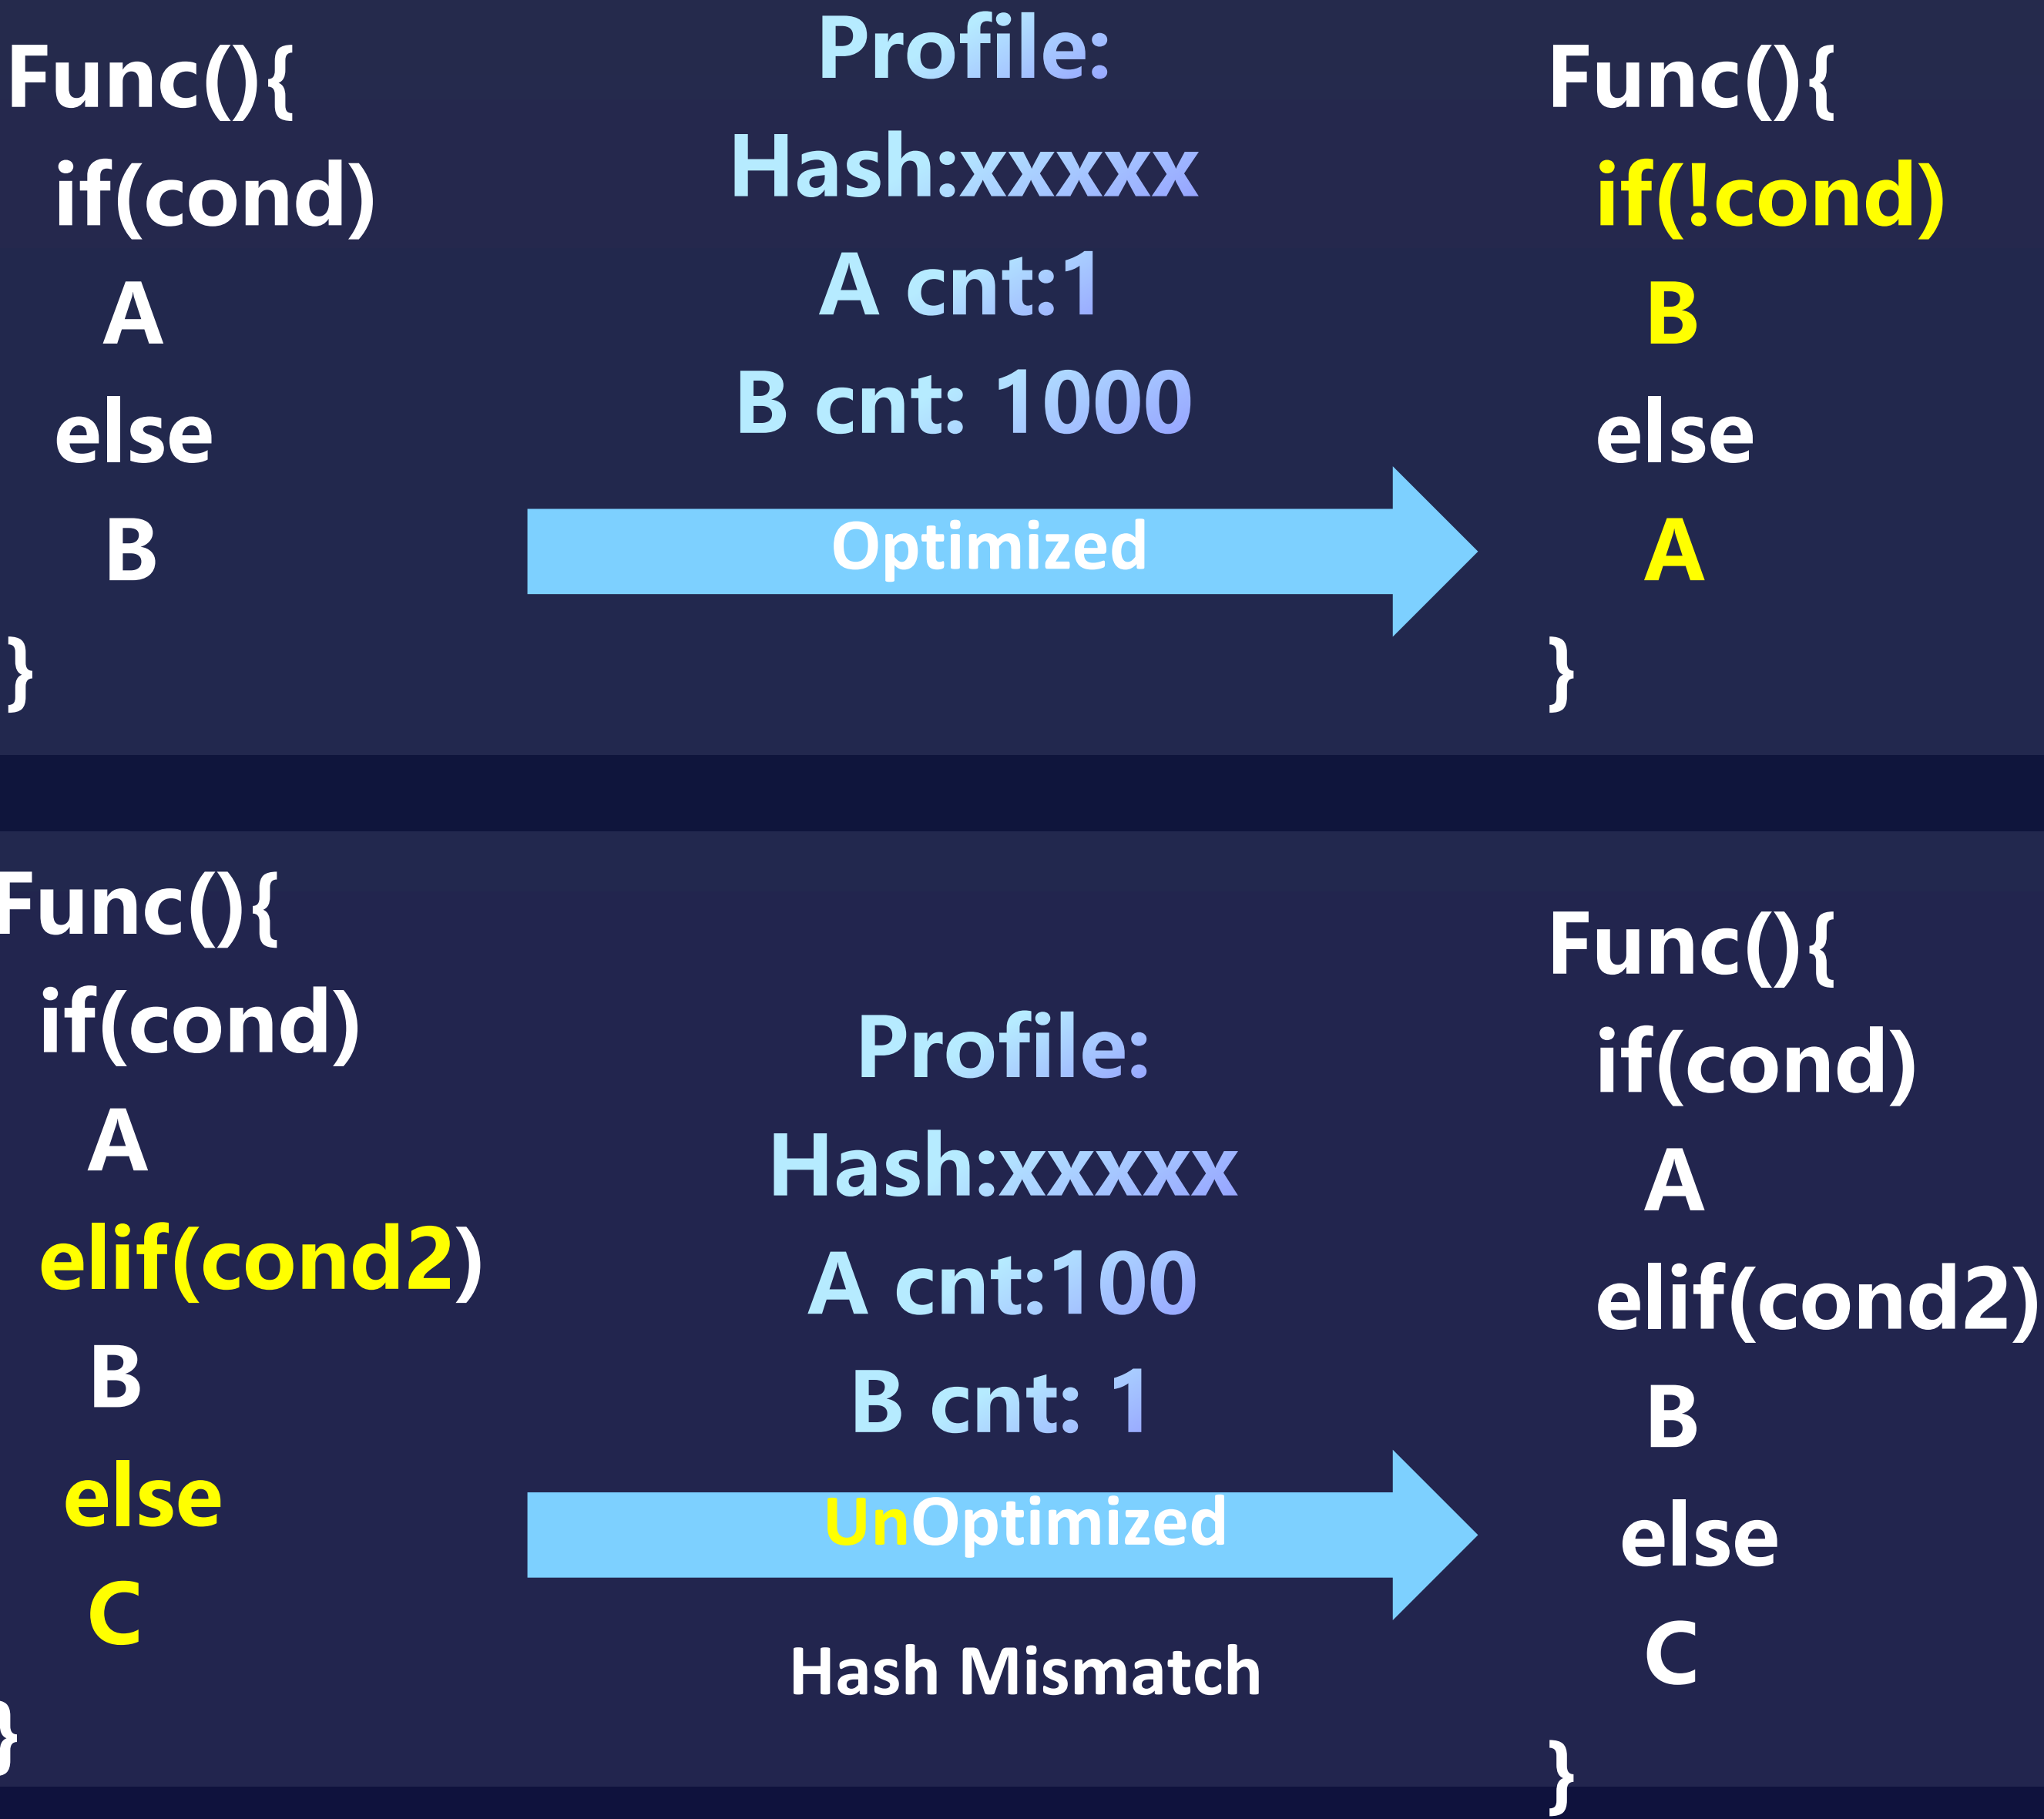 Func(){
if(cond)
A
else
B
}
Profile:
Hash:xxxxx
A cnt:1
B cnt: 1000
Optimized
Func(){
if(!cond)
B
else
A
}
Func(){
if(cond)
A
elif(cond2)
B
else
C
}
Profile:
Hash:xxxxx
A cnt:100
B cnt: 1
UnOptimized
Hash Mismatch
Func(){
if(cond)
A
elif(cond2)
B
else
C
}